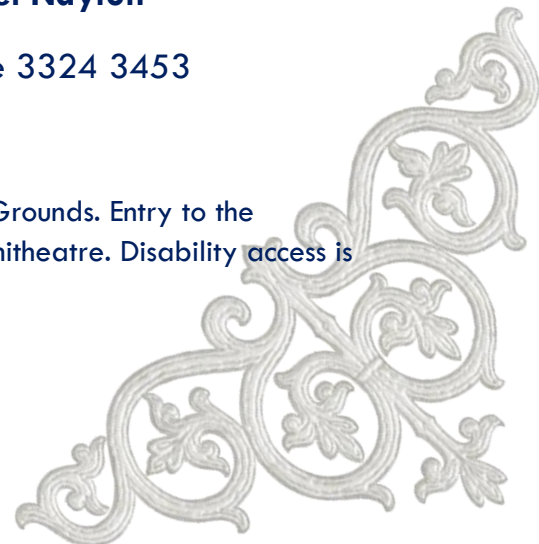 e 3324 3453
Grounds. Entry to the
hitheatre. Disability access is